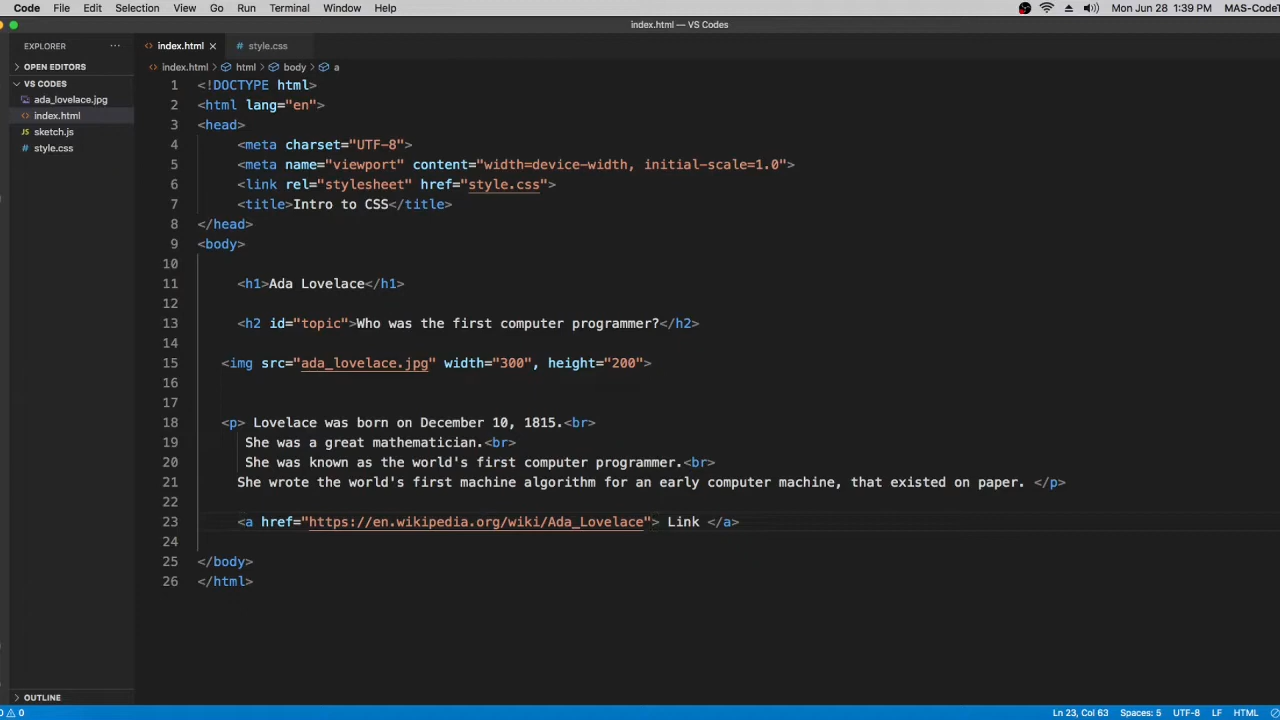 Code File Edit Selection View Go Run Terminal Window Help Mon Jun 28 1:39 PM
index.html — VS Codes
EXPLORER ··· index.html × # style.css
OPEN EDITORS
index.html > html > body > a
VS CODES
ada_lovelace.jpg
index.html
sketch.js
style.css
1 <!DOCTYPE html>
2 <html lang="en">
3 <head>
4 <meta charset="UTF-8">
5 <meta name="viewport" content="width=device-width, initial-scale=1.0">
6 <link rel="stylesheet" href="style.css">
7 <title>Intro to CSS</title>
8 </head>
9 <body>
10
11 <h1>Ada Lovelace</h1>
12
13 <h2 id="topic">Who was the first computer programmer?</h2>
14
15 <img src="ada_lovelace.jpg" width="300", height="200">
16
17
18 <p> Lovelace was born on December 10, 1815.<br>
19 She was a great mathematician.<br>
20 She was known as the world's first computer programmer.<br>
21 She wrote the world's first machine algorithm for an early computer machine, that existed on paper. </p>
22
23 <a href="https://en.wikipedia.org/wiki/Ada_Lovelace"> Link </a>
24
25 </body>
26 </html>
OUTLINE
0 Ln 23, Col 63 Spaces: 5 UTF-8 LF HTML